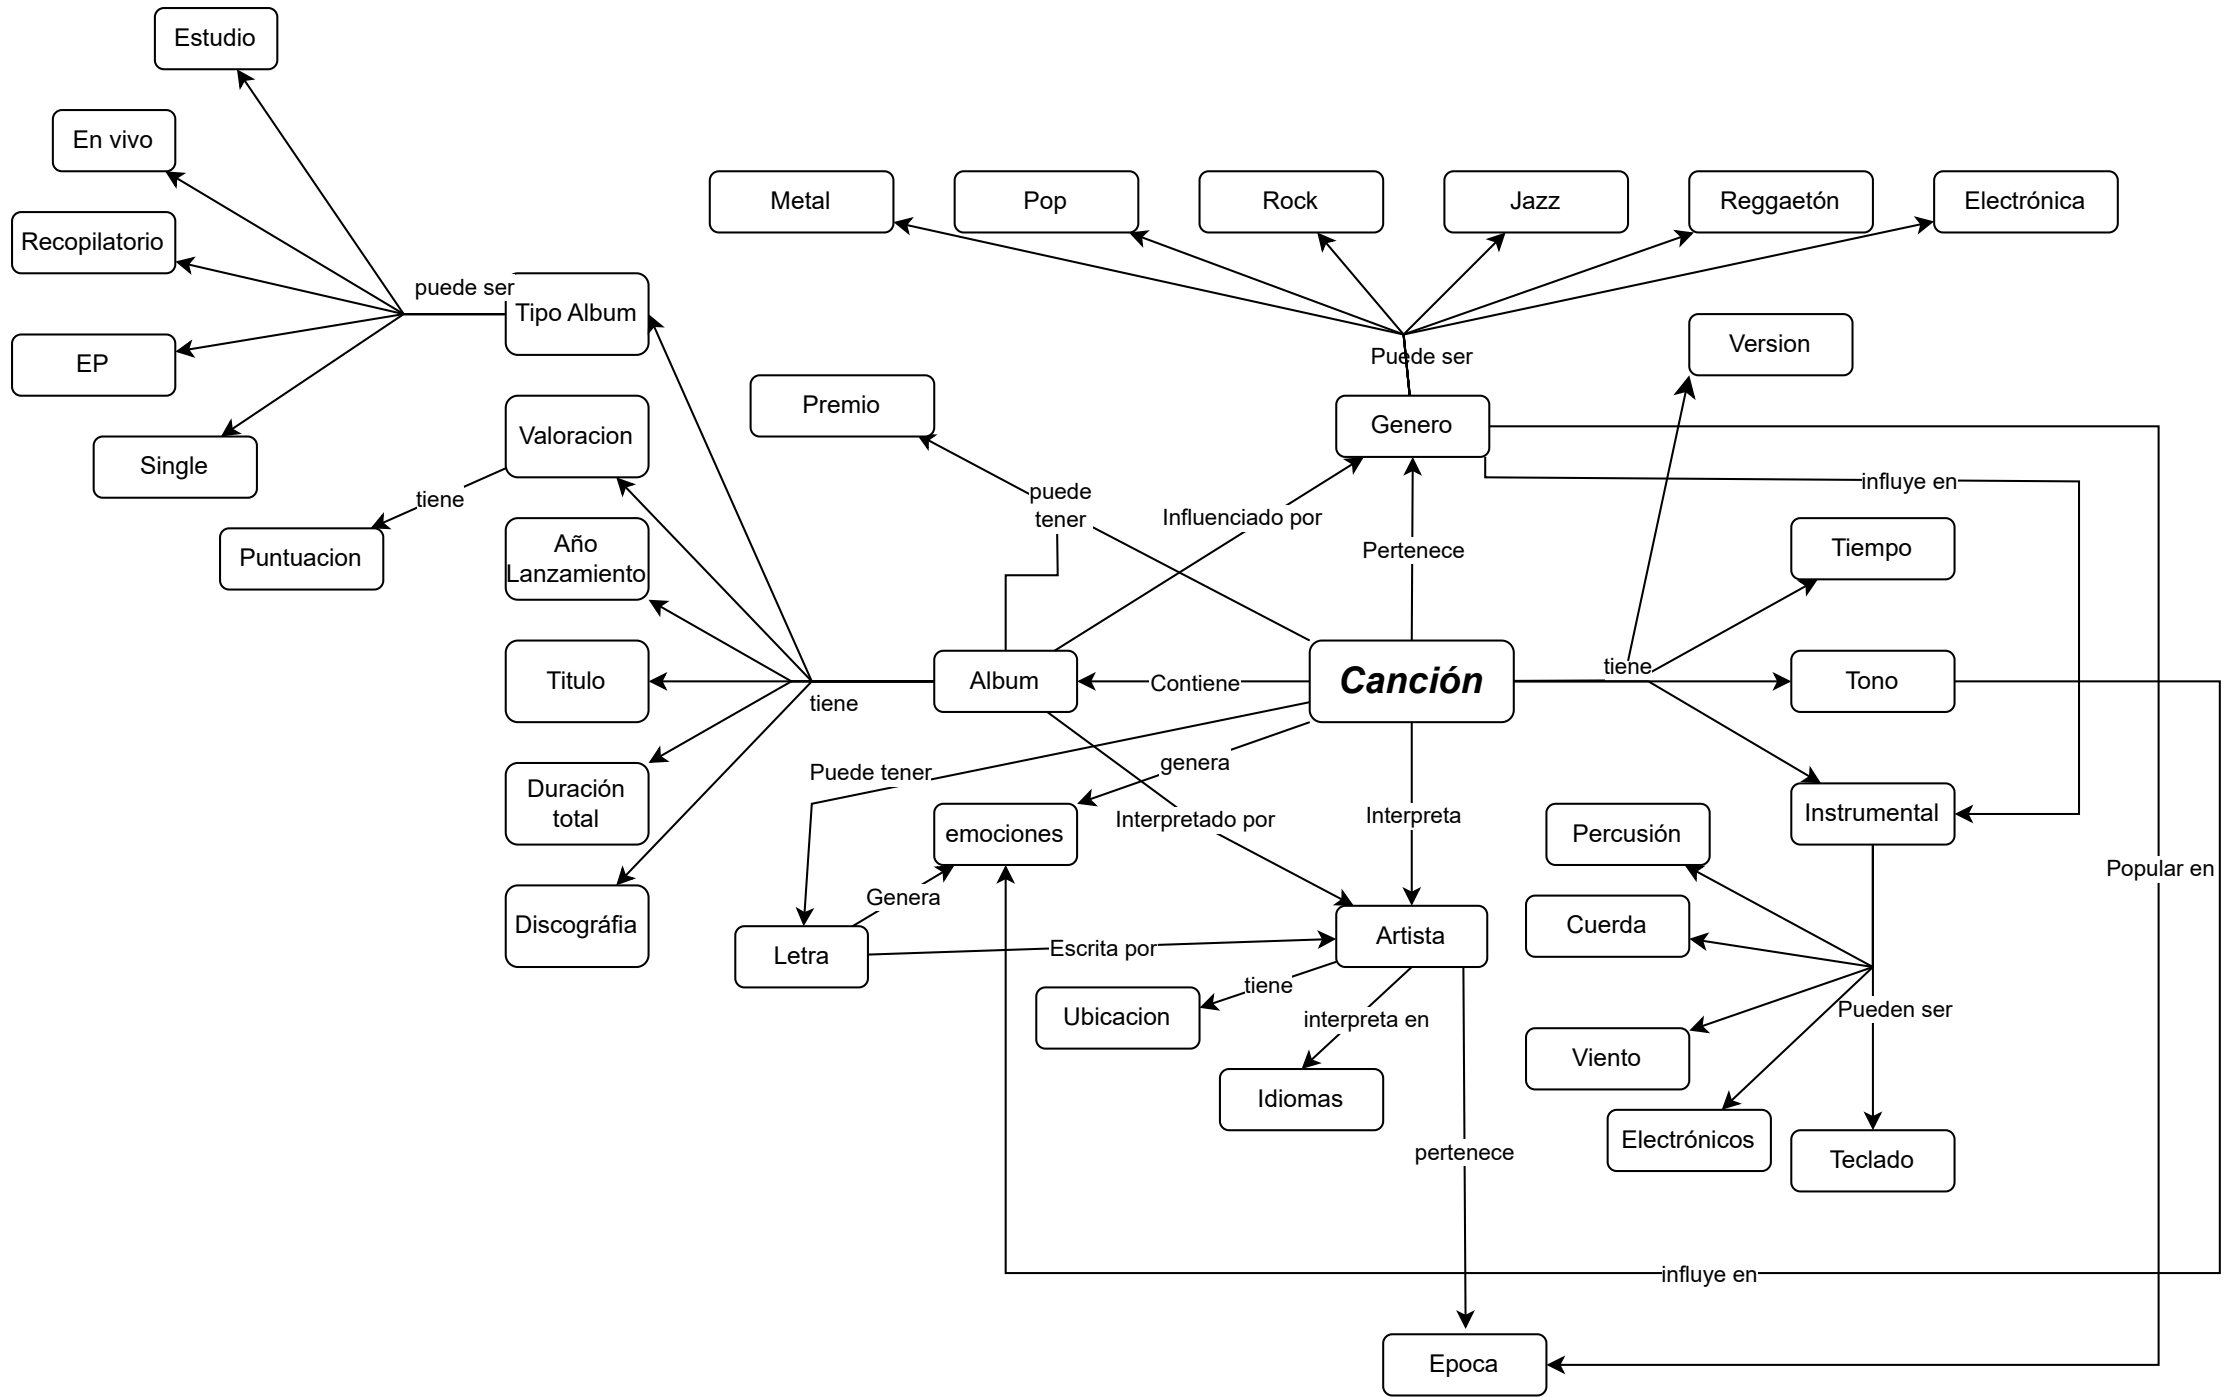 Estudio
En vivo
Metal
Pop
Rock
Jazz
Reggaetón
Electrónica
Recopilatorio
puede ser
Tipo Album
Version
Puede ser
EP
Premio
Genero
Valoracion
Single
influye en
tiene
puede
tener
Influenciado por
Año
Lanzamiento
Pertenece
Tiempo
Puntuacion
tiene
Titulo
Album
Contiene
Canción
Tono
tiene
genera
Puede tener
Duración
total
Interpretado por
Interpreta
Instrumental
emociones
Percusión
Popular en
Genera
Discográfia
Cuerda
Artista
Letra
Escrita por
tiene
Pueden ser
Ubicacion
interpreta en
Viento
Idiomas
Electrónicos
pertenece
Teclado
influye en
Epoca